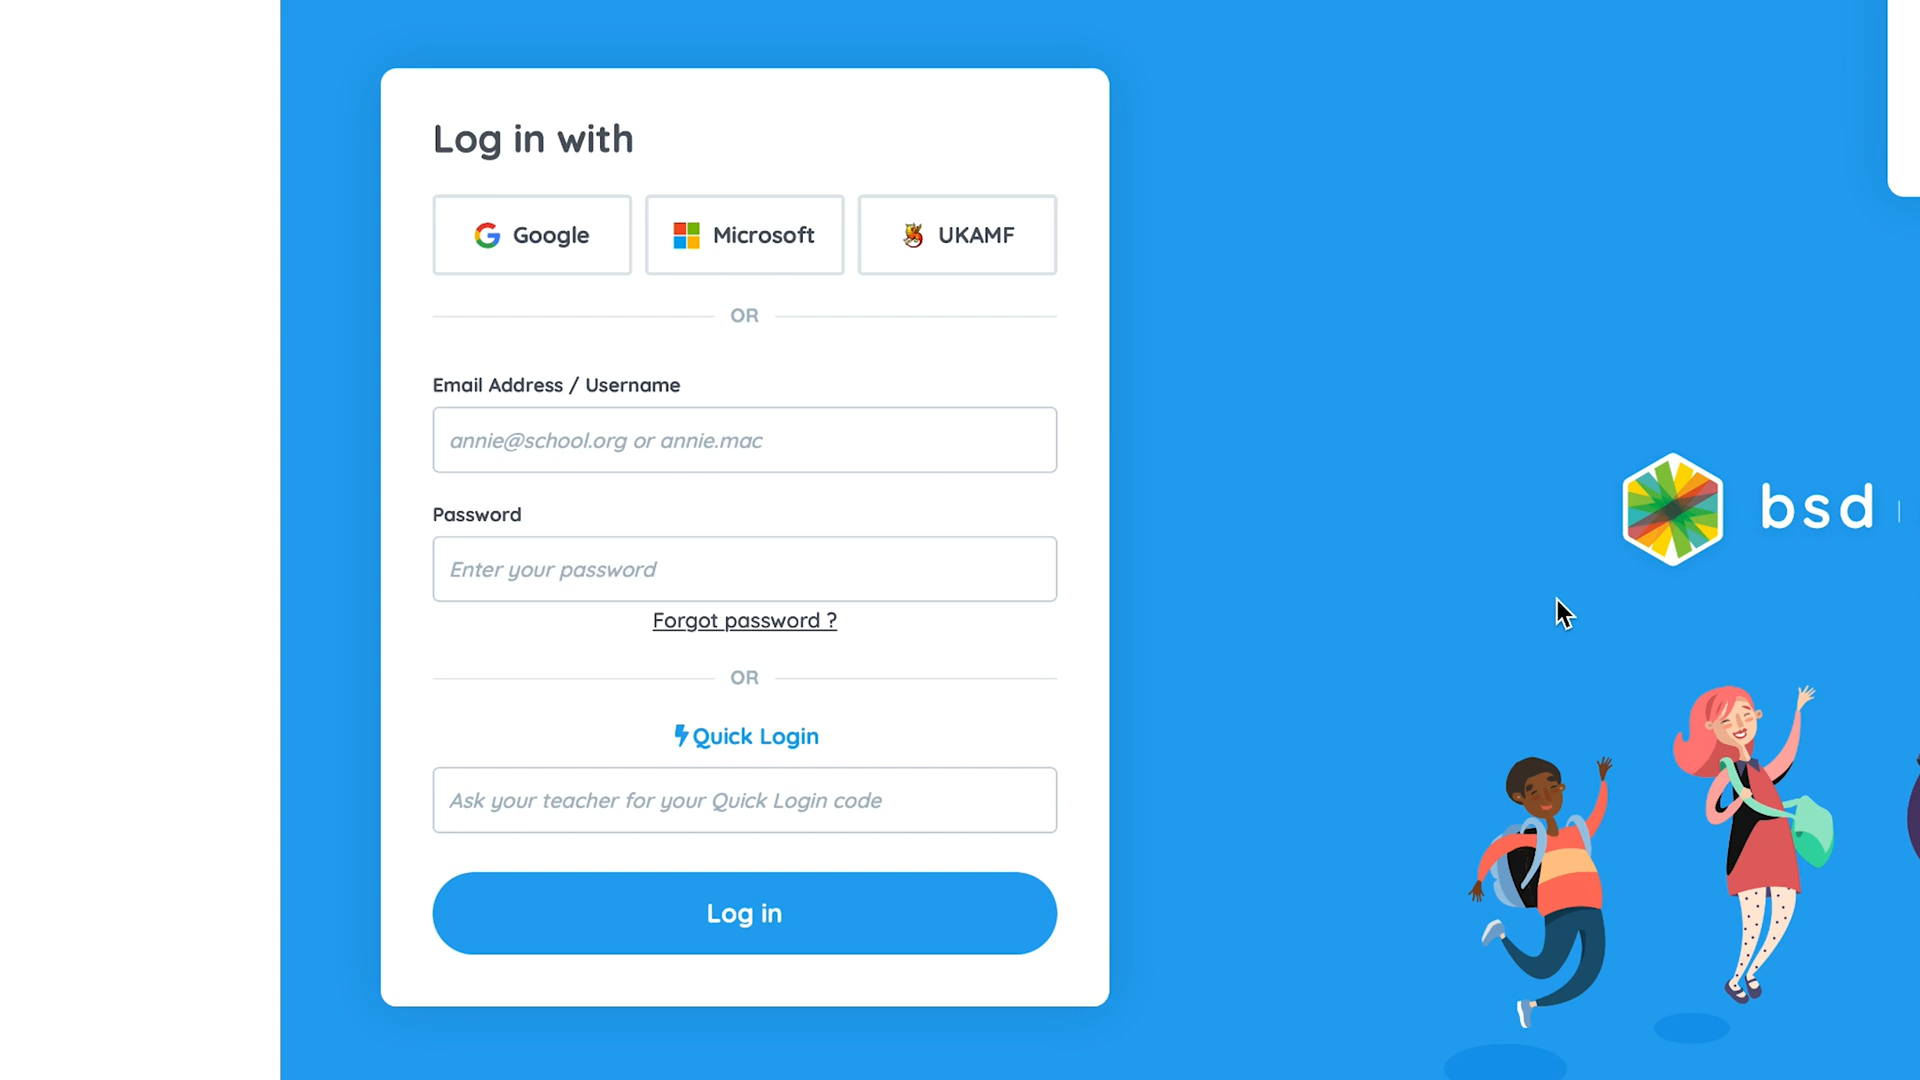 Log in with
Google
Microsoft
UKAMF
OR
Email Address / Username
annie@school.org or annie.mac
Password
Enter your password
Forgot password ?
OR
Quick Login
Ask your teacher for your Quick Login code
Log in
bsd